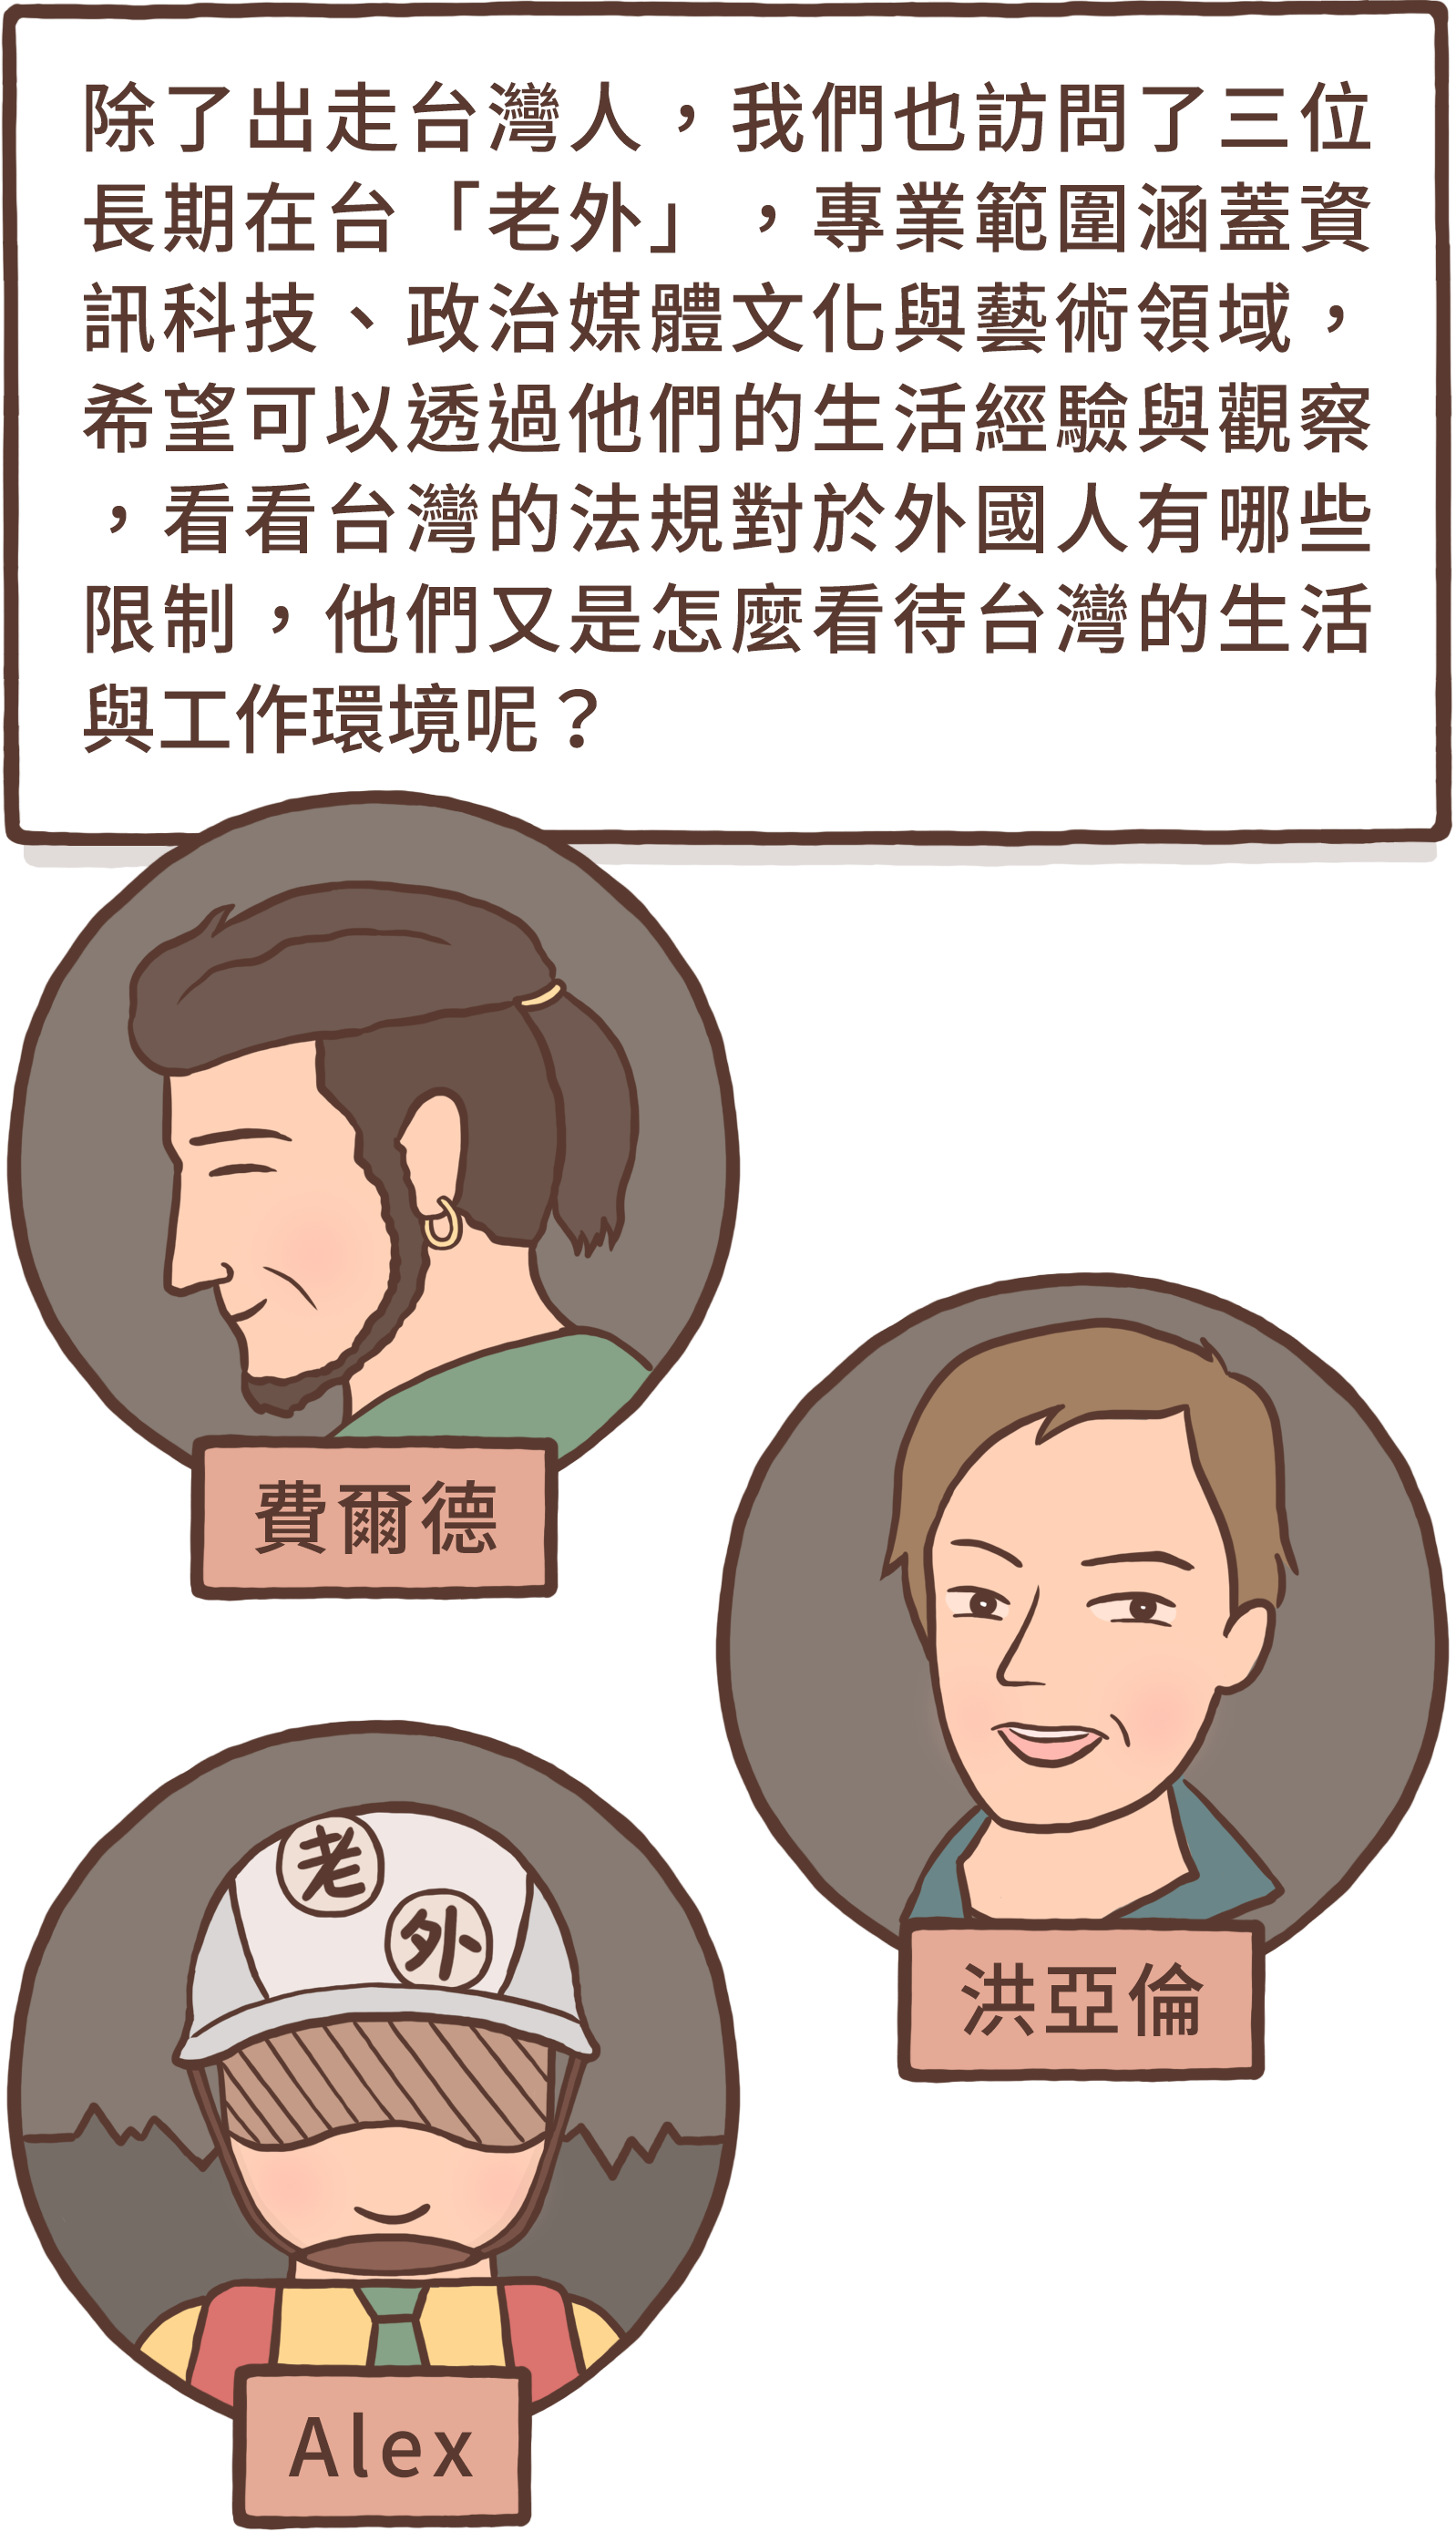 除了出走台灣人，我們也訪問了三位
長期在台「老外」，專業範圍涵蓋資
訊科技、政治媒體文化與藝術領域，
希望可以透過他們的生活經驗與觀察
，看看台灣的法規對於外國人有哪些
限制，他們又是怎麼看待台灣的生活
與工作環境呢？
費爾德
洪亞倫
老
外
Alex